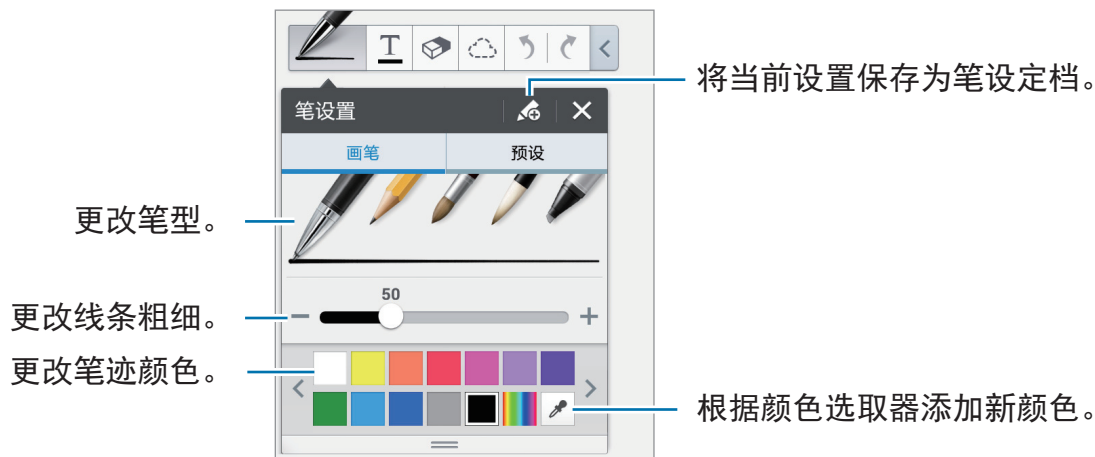 T
将当前设置保存为笔设定档。
笔设置
画笔 预设
更改笔型。
50
更改线条粗细。
更改笔迹颜色。
根据颜色选取器添加新颜色。